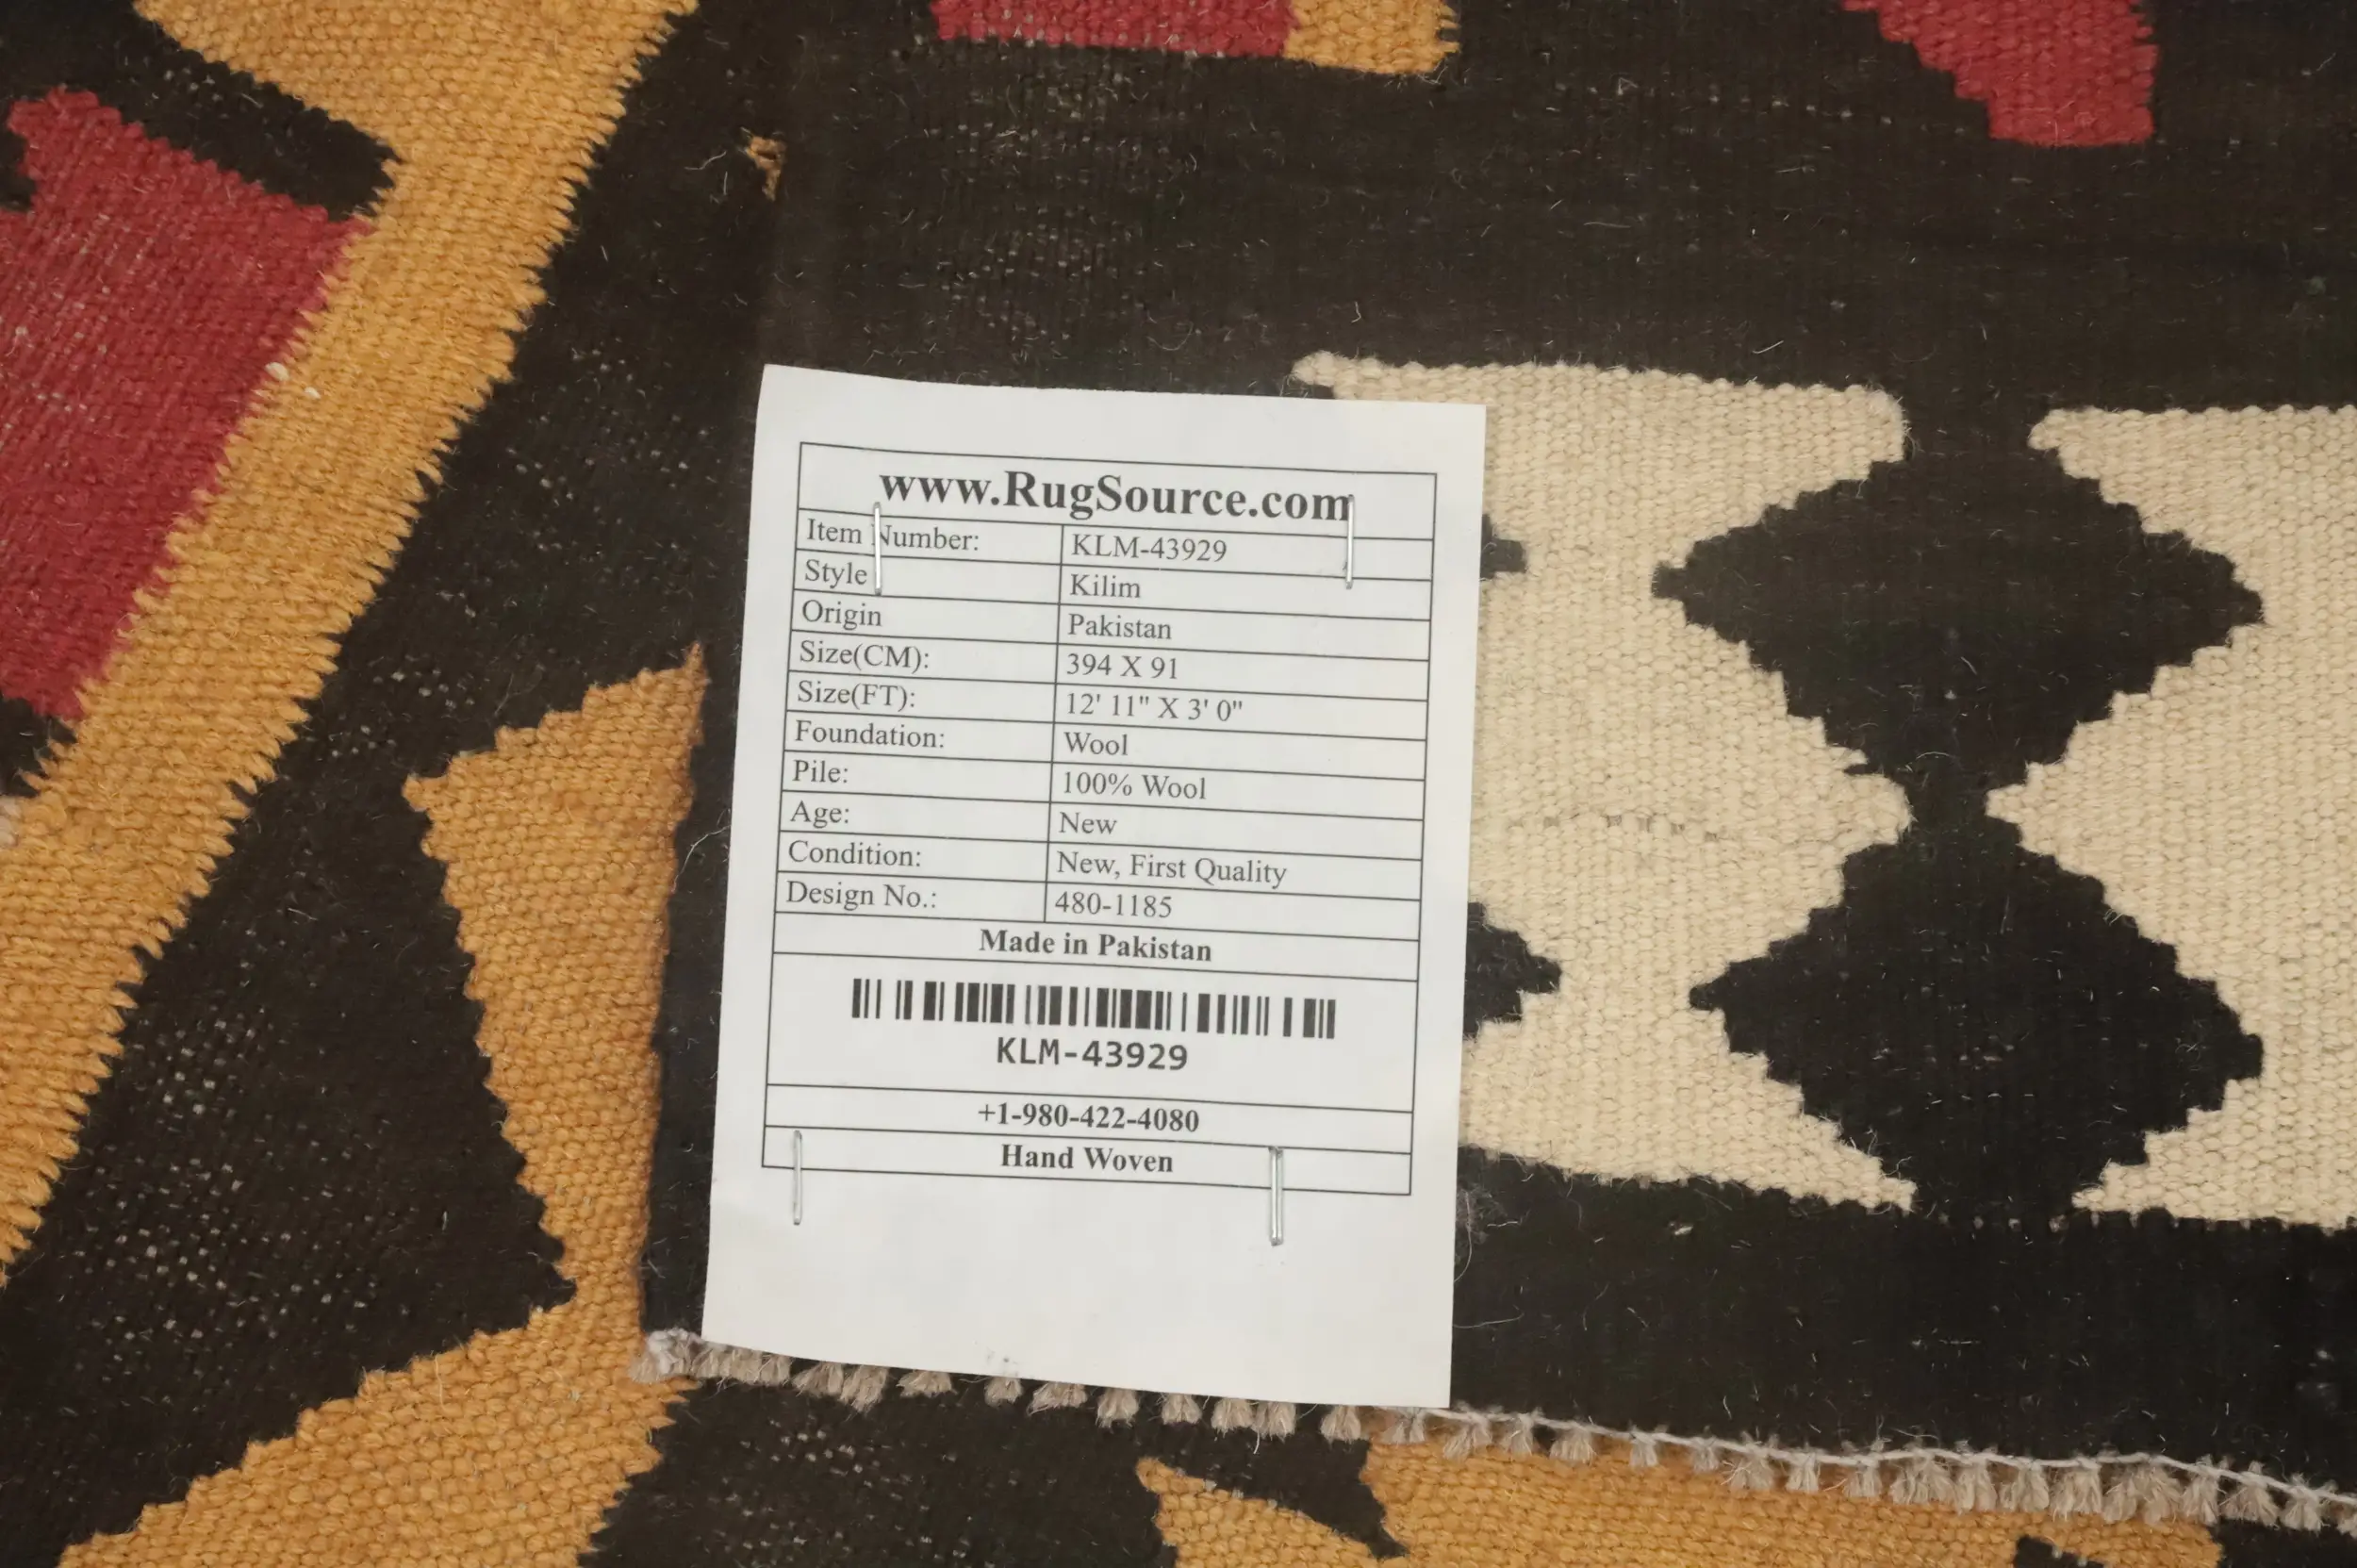 www.RugSource.com
Item Number: KLM-43929
Style Kilim
Origin Pakistan
Size(CM): 394 X 91
Size(FT): 12' 11" X 3' 0"
Foundation: Wool
Pile: 100% Wool
Age: New
Condition: New, First Quality
Design No.: 480-1185
Made in Pakistan
KLM-43929
+1-980-422-4080
Hand Woven